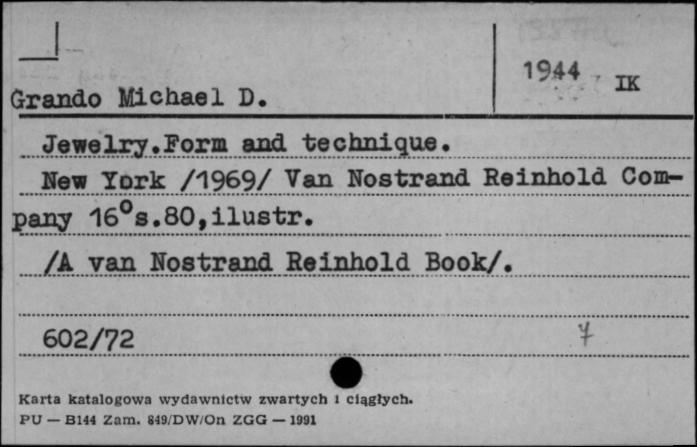 1944 IK
Grando Michael D.
Jewelry.Form and technique.
New York /1969/ Van Nostrand Reinhold Com-
pany 16°s.80,ilustr.
/A van Nostrand Reinhold Book/.
602/72 7
Karta katalogowa wydawnictw zwartych i ciągłych.
PU — B144 Zam. 849/DW/On ZGG — 1991